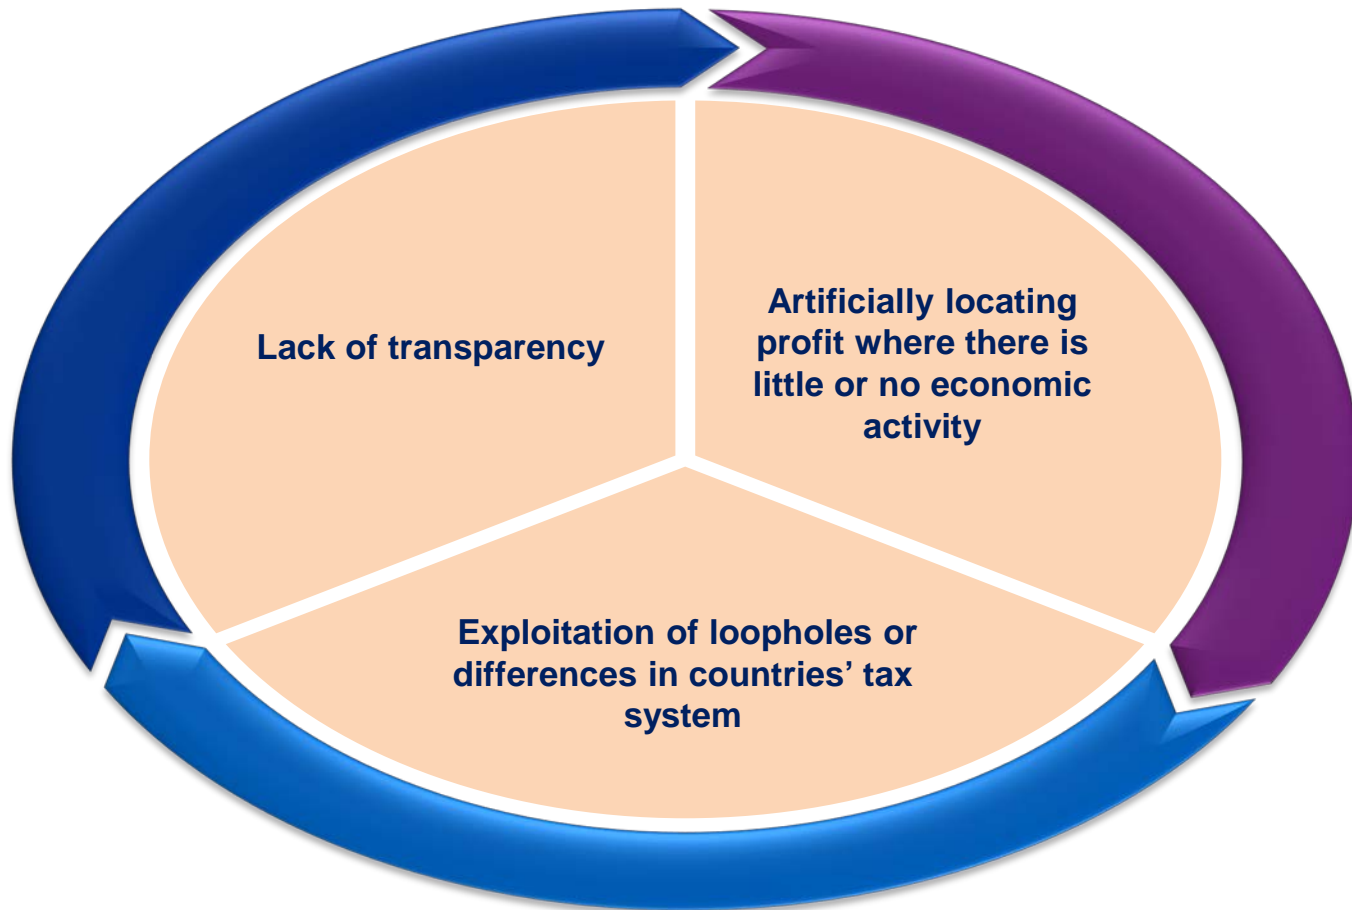 Lack of transparency
Artificially locating
profit where there is
little or no economic
activity
Exploitation of loopholes or
differences in countries’ tax
system